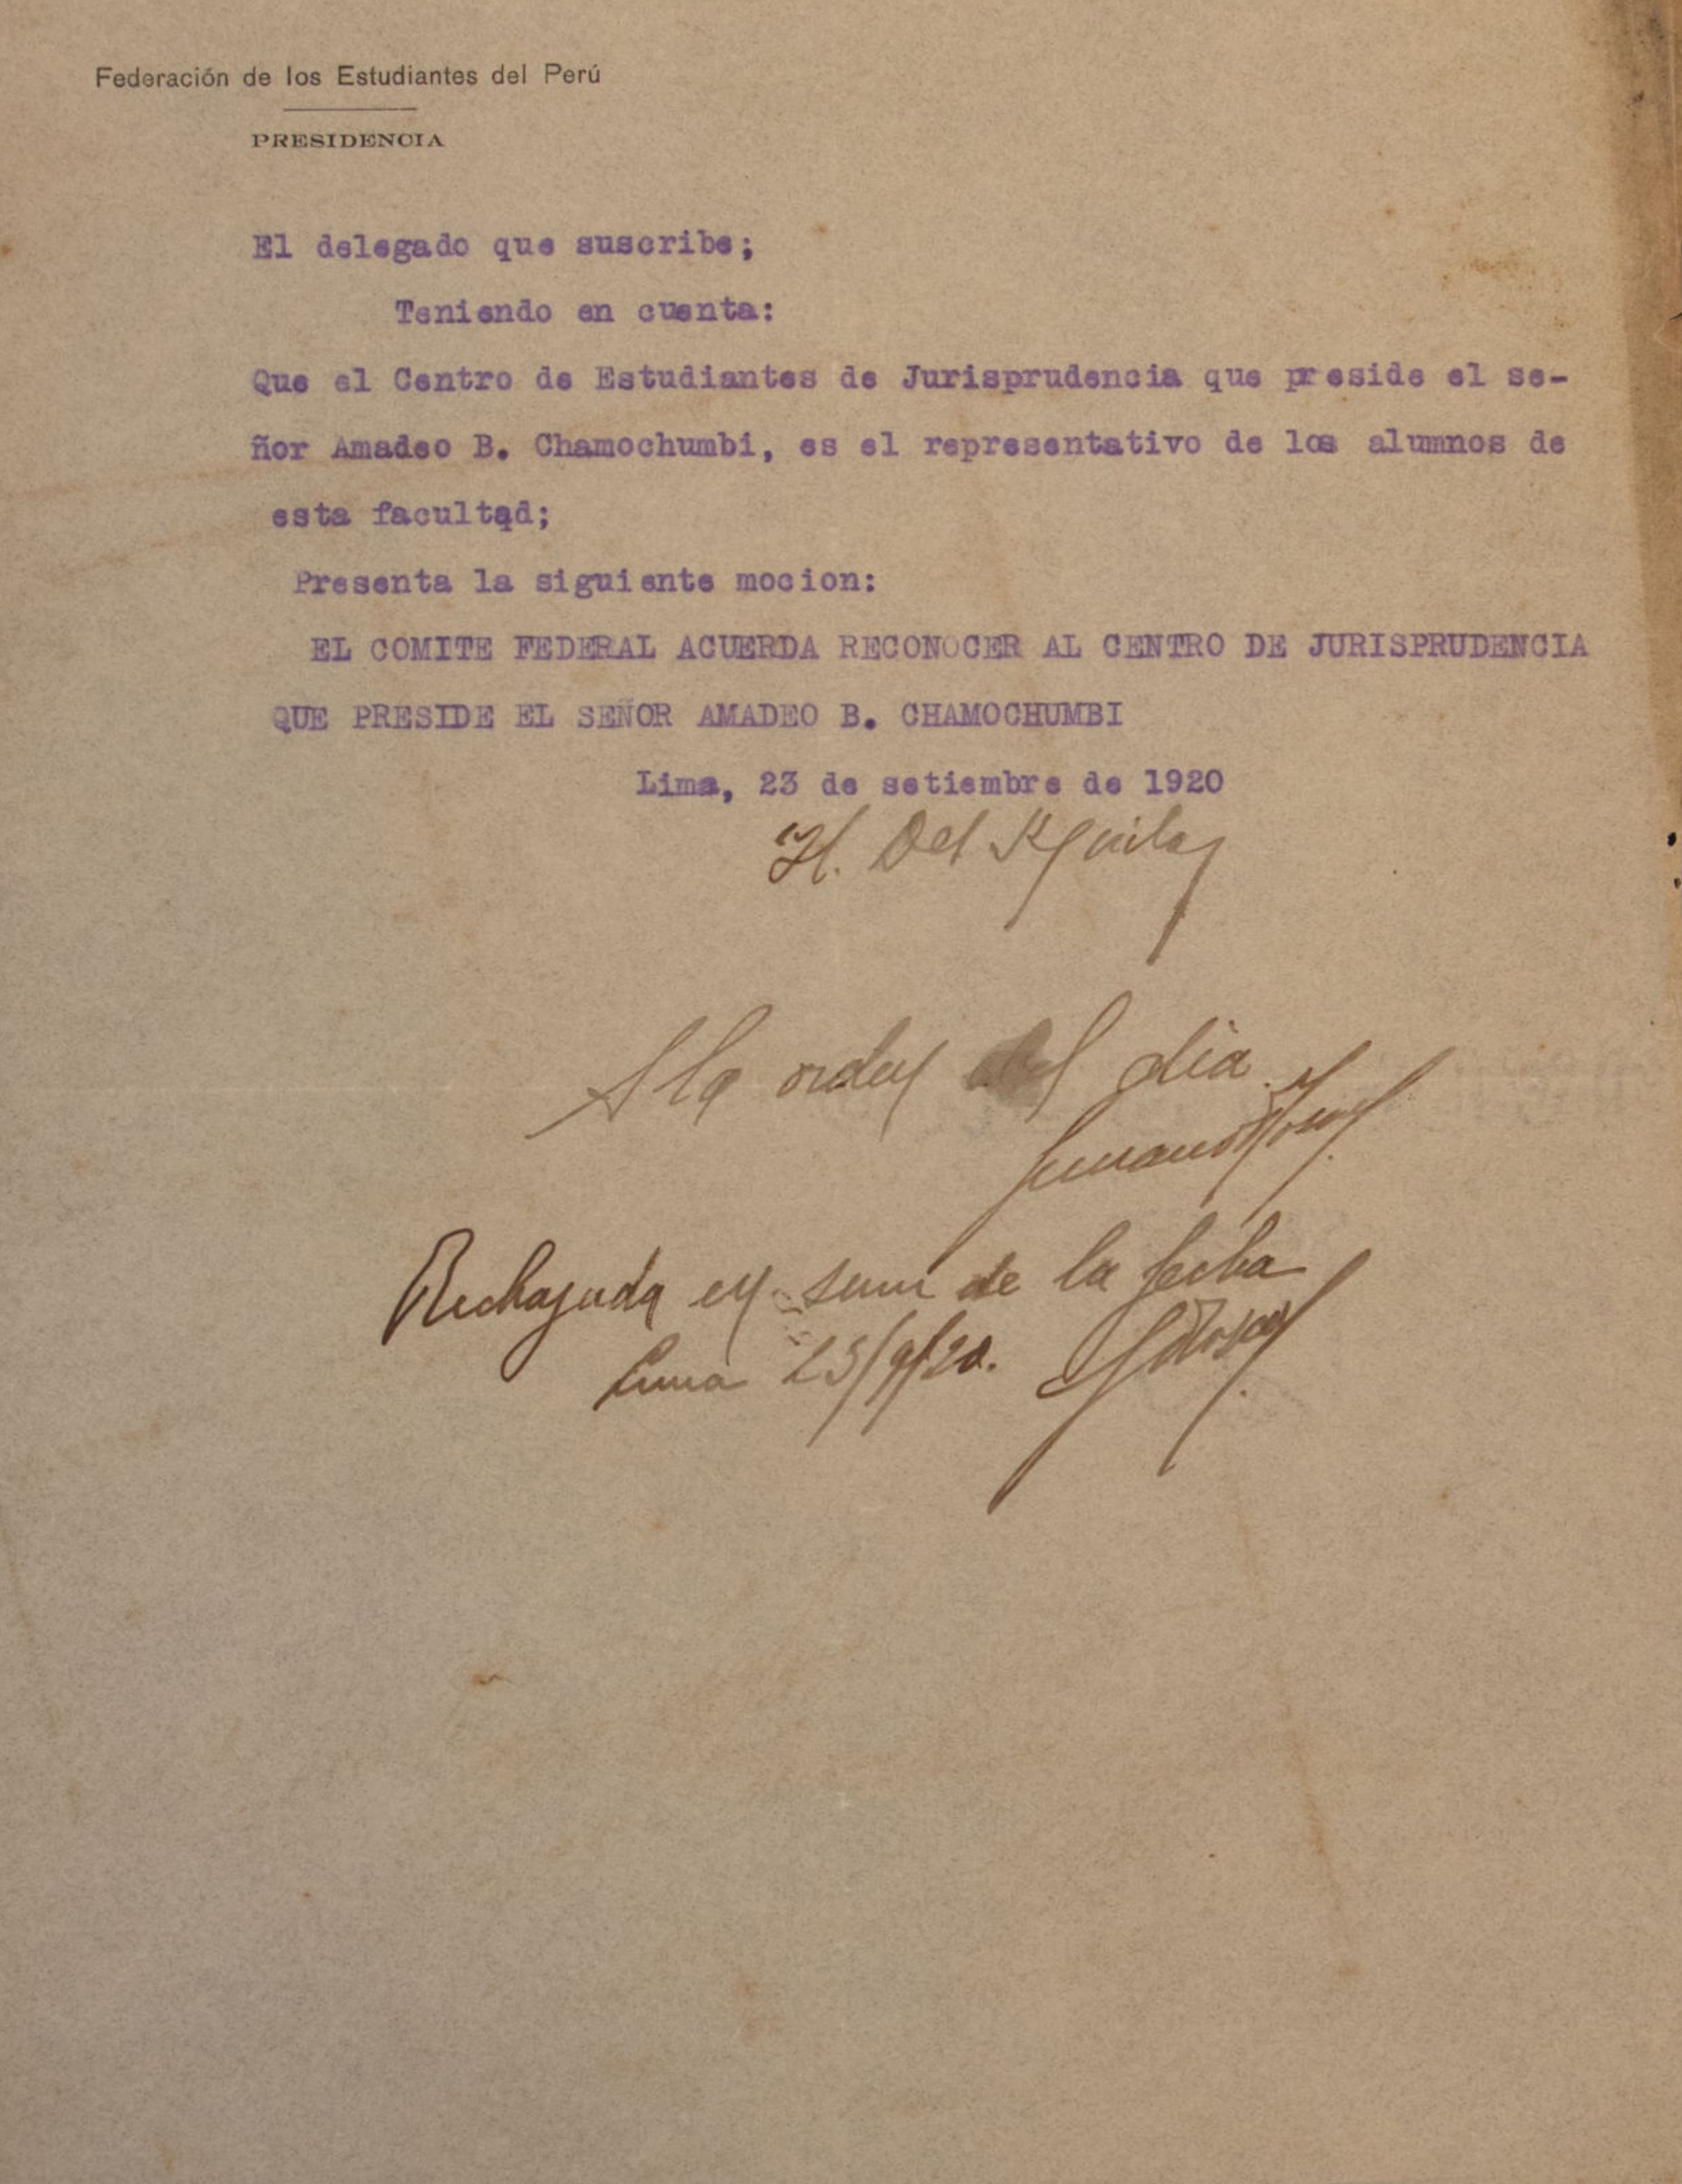 Federación de los Estudiantes del Perú
PRESIDENCIA
El delegado que suscribe;
Teniendo en cuenta:
Que el Centro de Estudiantes de Jurisprudencia que preside el se-
ñor Amadeo B. Chamochumbi, es el representativo de los alumnos de
esta facultad;
Presenta la siguiente mocion:
EL COMITE FEDERAL ACUERDA RECONOCER AL CENTRO DE JURISPRUDENCIA
QUE PRESIDE EL SEÑOR AMADEO B. CHAMOCHUMBI
Lima, 23 de setiembre de 1920
H. Del Aguila
A la orden del dia
Rechazada en de la fecha
Lima 23/9/20.